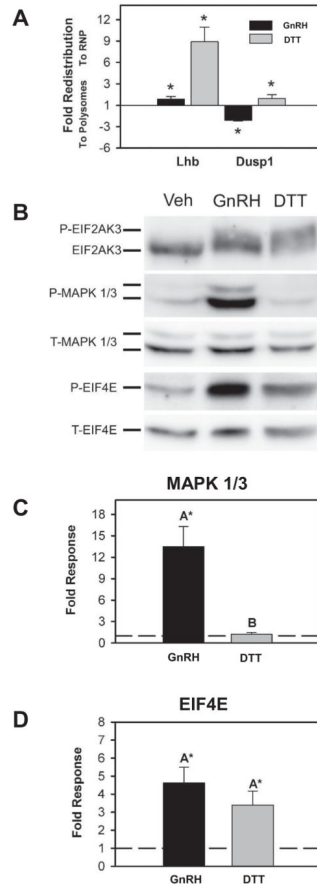 A
Fold Redistribution
To Polysomes To RNP
12
9
6
3
1
-3
-6
GnRH
DTT
*
*
*
*
Lhb
Dusp1
B
Veh GnRH DTT
P-EIF2AK3
EIF2AK3
P-MAPK 1/3
T-MAPK 1/3
P-EIF4E
T-EIF4E
C
MAPK 1/3
Fold Response
18
15
12
9
6
3
1
0
A*
B
GnRH
DTT
D
EIF4E
Fold Response
8
7
6
5
4
3
2
1
0
A*
A*
GnRH
DTT